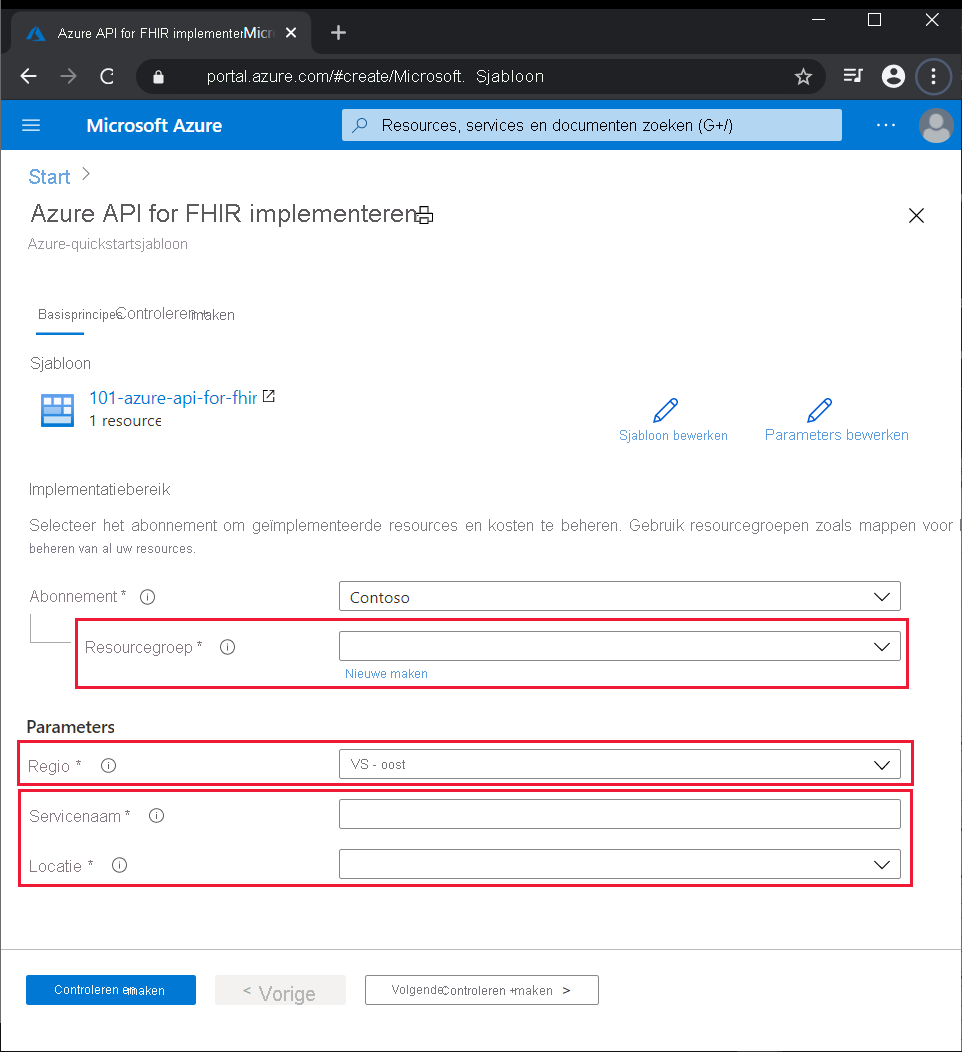 Azure API for FHIR implementeren Micr
portal.azure.com/#create/Microsoft. Sjabloon
Microsoft Azure
Resources, services en documenten zoeken (G+/)
Start >
Azure API for FHIR implementeren
Azure-quickstartsjabloon
Basisprincipes Controleren + maken
Sjabloon
101-azure-api-for-fhir
1 resource
Sjabloon bewerken
Parameters bewerken
Implementatiebereik
Selecteer het abonnement om geïmplementeerde resources en kosten te beheren. Gebruik resourcegroepen zoals mappen voor
beheren van al uw resources.
Abonnement *
Contoso
Resourcegroep *
Nieuwe maken
Parameters
Regio *
VS - oost
Servicenaam *
Locatie *
Controleren en maken
< Vorige
Volgende Controleren + maken >